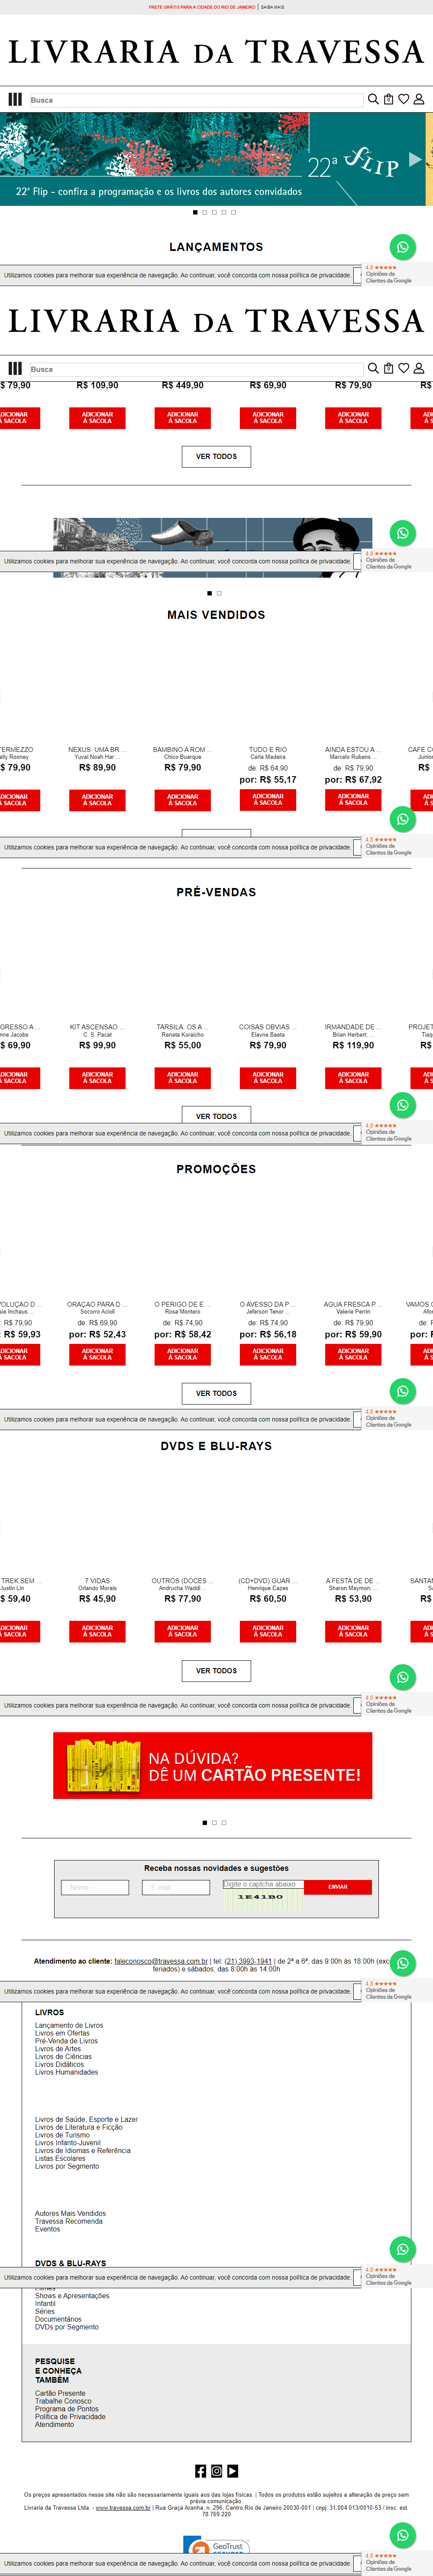 FRETE GRÁTIS PARA A CIDADE DO RIO DE JANEIRO | SAIBA MAIS
LIVRARIA DA TRAVESSA
Busca
0
22ª FLIP
22ª Flip - confira a programação e os livros dos autores convidados
LANÇAMENTOS
Utilizamos cookies para melhorar sua experiência de navegação. Ao continuar, você concorda com nossa política de privacidade.
4.8 ★★★★★
Opiniões de
Clientes da Google
LIVRARIA DA TRAVESSA
Busca
0
$ 79,90 R$ 109,90 R$ 449,90 R$ 69,90 R$ 79,90 R$
ADICIONAR À SACOLA ADICIONAR À SACOLA ADICIONAR À SACOLA ADICIONAR À SACOLA
VER TODOS
Utilizamos cookies para melhorar sua experiência de navegação. Ao continuar, você concorda com nossa política de privacidade.
4.8 ★★★★★
Opiniões de
Clientes da Google
MAIS VENDIDOS
TERMEZZO NEXUS: UMA BR ... BAMBINO A ROM ... TUDO E RIO AINDA ESTOU A ... CAFE C
ally Rooney Yuval Noah Har ... Chico Buarque Carla Madeira Marcelo Rubens ... Junior
$ 79,90 R$ 89,90 R$ 79,90 de: R$ 64,90 de: R$ 79,90 R$
por: R$ 55,17 por: R$ 67,92
ADICIONAR À SACOLA ADICIONAR À SACOLA ADICIONAR À SACOLA ADICIONAR À SACOLA
Utilizamos cookies para melhorar sua experiência de navegação. Ao continuar, você concorda com nossa política de privacidade.
4.8 ★★★★★
Opiniões de
Clientes da Google
PRÉ-VENDAS
GRESSO A ... KIT ASCENSAO ... TARSILA: OS A ... COISAS OBVIAS ... IRMANDADE DE ... PROJET
nne Jacobs C. S. Pacat Renata Koraicho Elayne Baeta Brian Herbert; ... Tiag
$ 69,90 R$ 99,90 R$ 55,00 R$ 79,90 R$ 119,90 R$
ADICIONAR À SACOLA ADICIONAR À SACOLA ADICIONAR À SACOLA ADICIONAR À SACOLA
VER TODOS
Utilizamos cookies para melhorar sua experiência de navegação. Ao continuar, você concorda com nossa política de privacidade.
4.8 ★★★★★
Opiniões de
Clientes da Google
PROMOÇÕES
VOLUÇAO D ... ORAÇAO PARA D ... O PERIGO DE E ... O AVESSO DA P ... AGUA FRESCA P ... VAMOS C
sie Inchaus ... Socorro Acioli Rosa Montero Jeferson Tenor ... Valerie Perrin Afon
R$ 79,90 de: R$ 69,90 de: R$ 74,90 de: R$ 74,90 de: R$ 79,90 de: F
R$ 59,93 por: R$ 52,43 por: R$ 58,42 por: R$ 56,18 por: R$ 59,90 por: F
ADICIONAR À SACOLA ADICIONAR À SACOLA ADICIONAR À SACOLA ADICIONAR À SACOLA
VER TODOS
Utilizamos cookies para melhorar sua experiência de navegação. Ao continuar, você concorda com nossa política de privacidade.
4.8 ★★★★★
Opiniões de
Clientes da Google
DVDS E BLU-RAYS
TREK SEM ... 7 VIDAS OUTROS (DOCES ... (CD+DVD) GUAR ... A FESTA DE DE ... SANTA
Justin Lin Orlando Morais Andrucha Waddi ... Henrique Cazes Sharon Maymon; ... S
$ 59,40 R$ 45,90 R$ 77,90 R$ 60,50 R$ 53,90 R$
ADICIONAR À SACOLA ADICIONAR À SACOLA ADICIONAR À SACOLA ADICIONAR À SACOLA
VER TODOS
Utilizamos cookies para melhorar sua experiência de navegação. Ao continuar, você concorda com nossa política de privacidade.
4.8 ★★★★★
Opiniões de
Clientes da Google
NA DÚVIDA?
DÊ UM CARTÃO PRESENTE!
Receba nossas novidades e sugestões
Nome E-mail Digite o captcha abaixo ENVIAR
1E41B0
Atendimento ao cliente: faleconosco@travessa.com.br | tel. (21) 3993-1941 | de 2ª a 6ª, das 9:00h às 18:00h (exc
feriados) e sábados, das 8:00h às 14:00h
Utilizamos cookies para melhorar sua experiência de navegação. Ao continuar, você concorda com nossa política de privacidade.
4.8 ★★★★★
Opiniões de
Clientes da Google
LIVROS
Lançamento de Livros
Livros em Ofertas
Pré-Venda de Livros
Livros de Artes
Livros de Ciências
Livros Didáticos
Livros Humanidades
Livros de Saúde, Esporte e Lazer
Livros de Literatura e Ficção
Livros de Turismo
Livros Infanto-Juvenil
Livros de Idiomas e Referência
Listas Escolares
Livros por Segmento
Autores Mais Vendidos
Travessa Recomenda
Eventos
DVDS & BLU-RAYS
Utilizamos cookies para melhorar sua experiência de navegação. Ao continuar, você concorda com nossa política de privacidade.
4.8 ★★★★★
Opiniões de
Clientes da Google
Filmes
Shows e Apresentações
Infantil
Séries
Documentários
DVDs por Segmento
PESQUISE
E CONHEÇA
TAMBÉM
Cartão Presente
Trabalhe Conosco
Programa de Pontos
Política de Privacidade
Atendimento
Os preços apresentados nesse site não são necessariamente iguais aos das lojas físicas. | Todos os produtos estão sujeitos a alteração de preço sem
prévia comunicação.
Livraria da Travessa Ltda. - www.travessa.com.br | Rua Graça Aranha, n. 296, Centro Rio de Janeiro 20030-001 | cnpj: 31.004.013/0010-53 / insc. est.
78.769.220
GeoTrust
Utilizamos cookies para melhorar sua experiência de navegação. Ao continuar, você concorda com nossa política de privacidade.
4.8 ★★★★★
Opiniões de
Clientes da Google